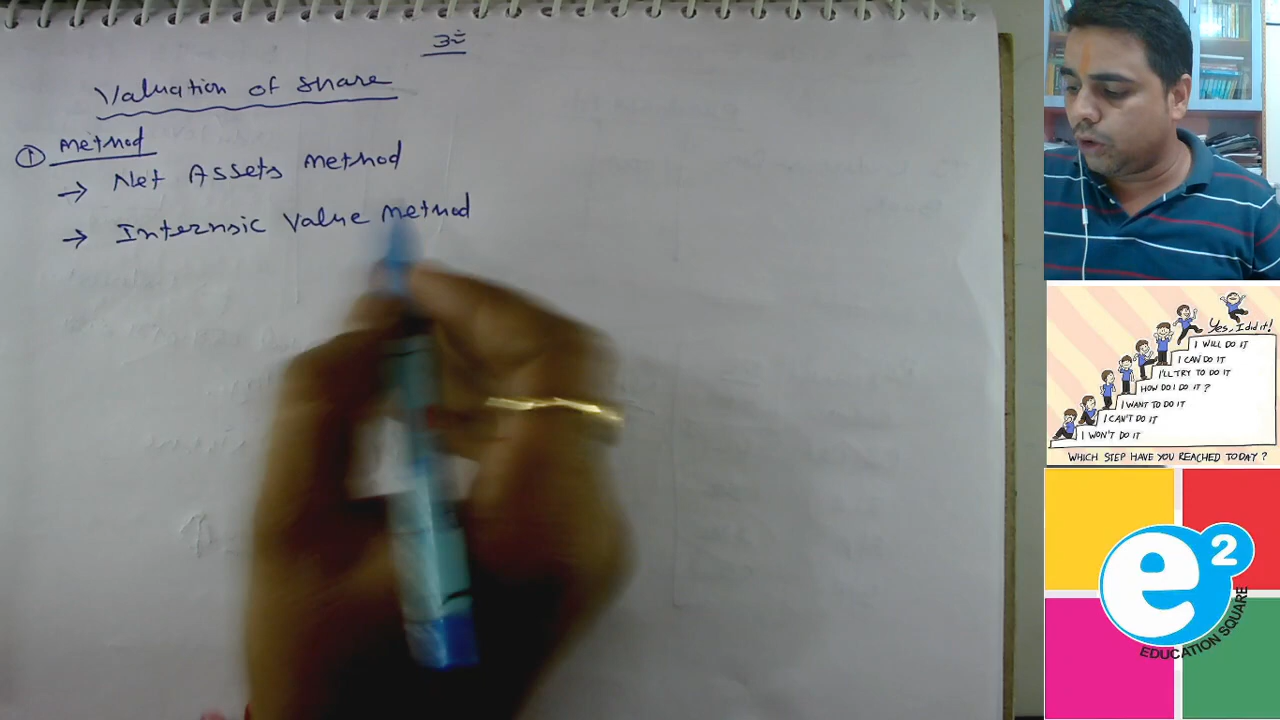 ૐ
Valuation of share
① method
→ Net Assets method
→ Internsic Value method
Yes, I did it!
I WILL DO IT
I CAN DO IT
I'LL TRY TO DO IT
HOW DO I DO IT?
I WANT TO DO IT
I CAN'T DO IT
I WON'T DO IT
WHICH STEP HAVE YOU REACHED TODAY?
e2
EDUCATION SQUARE